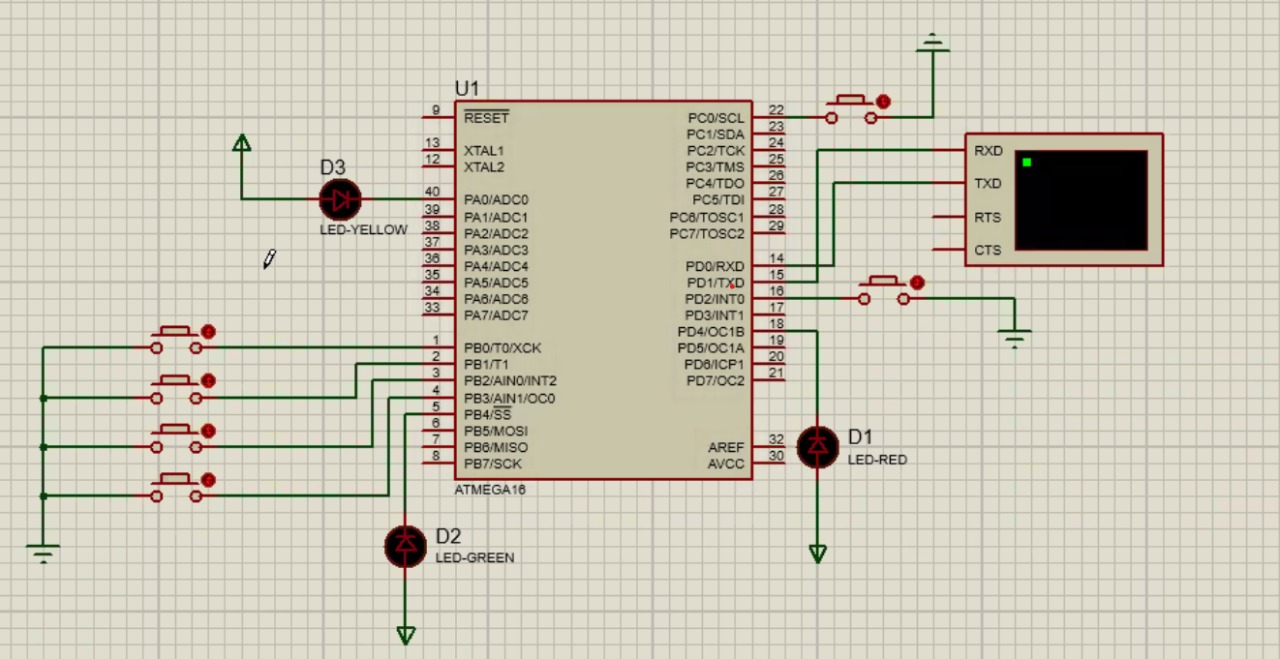 U1
9 RESET
13 XTAL1
12 XTAL2
40 PA0/ADC0
39 PA1/ADC1
38 PA2/ADC2
37 PA3/ADC3
36 PA4/ADC4
35 PA5/ADC5
34 PA6/ADC6
33 PA7/ADC7
1 PB0/T0/XCK
2 PB1/T1
3 PB2/AIN0/INT2
4 PB3/AIN1/OC0
5 PB4/SS
6 PB5/MOSI
7 PB6/MISO
8 PB7/SCK
PC0/SCL 22
PC1/SDA 23
PC2/TCK 24
PC3/TMS 25
PC4/TDO 26
PC5/TDI 27
PC6/TOSC1 28
PC7/TOSC2 29
PD0/RXD 14
PD1/TXD 15
PD2/INT0 16
PD3/INT1 17
PD4/OC1B 18
PD5/OC1A 19
PD6/ICP1 20
PD7/OC2 21
AREF 32
AVCC 30
ATMEGA16
D3
LED-YELLOW
D2
LED-GREEN
D1
LED-RED
RXD
TXD
RTS
CTS